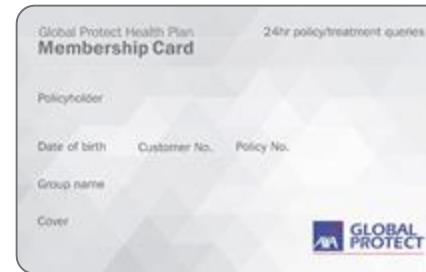 Global Protect Health Plan
Membership Card
24hr policy/treatment queries
Policyholder
Date of birth Customer No. Policy No.
Group name
Cover
AXA
GLOBAL
PROTECT